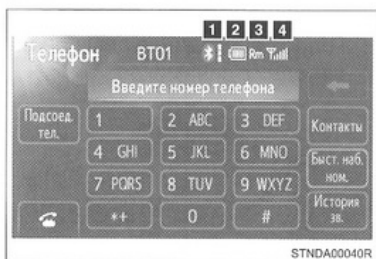 1 2 3 4
Телефон BT01 Rm
Введите номер телефона
Подсоед. тел.
1 2 ABC 3 DEF
Контакты
4 GHI 5 JKL 6 MNO
Быст. наб. ном.
7 PQRS 8 TUV 9 WXYZ
История зв.
*+ 0 #
STNDA00040R